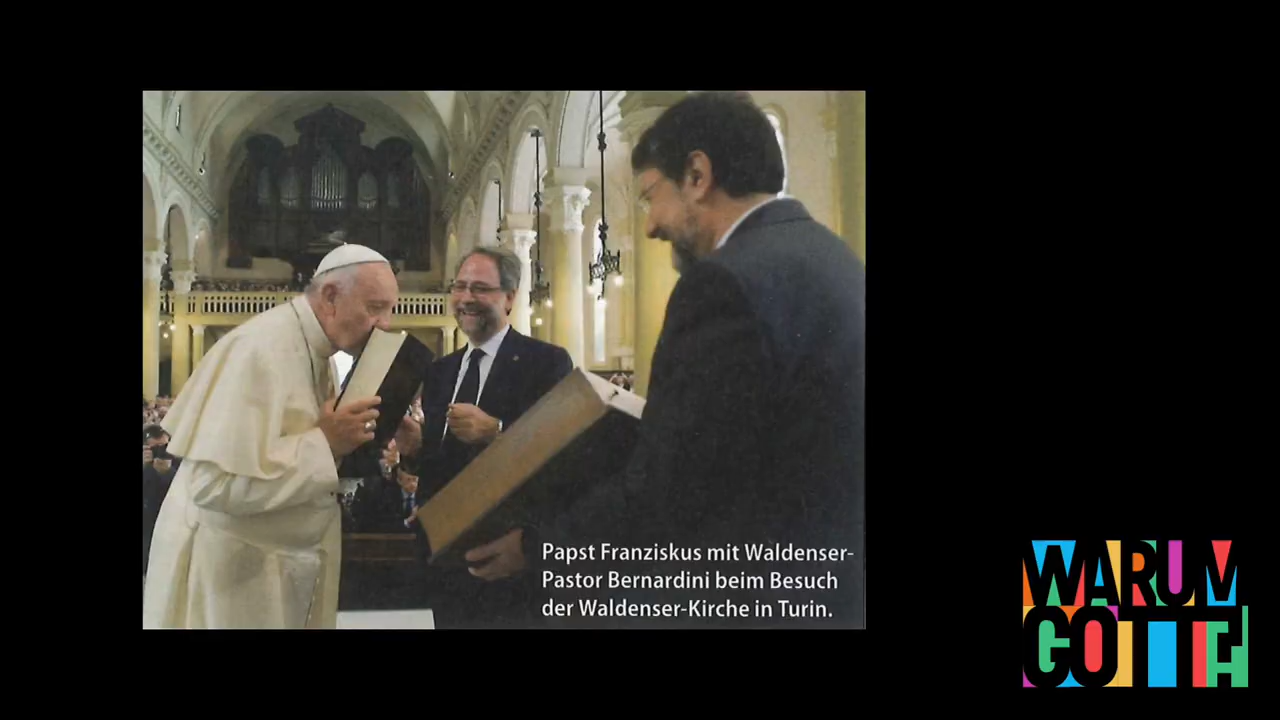 Papst Franziskus mit Waldenser-
Pastor Bernardini beim Besuch
der Waldenser-Kirche in Turin.
WARUM
GOTT?